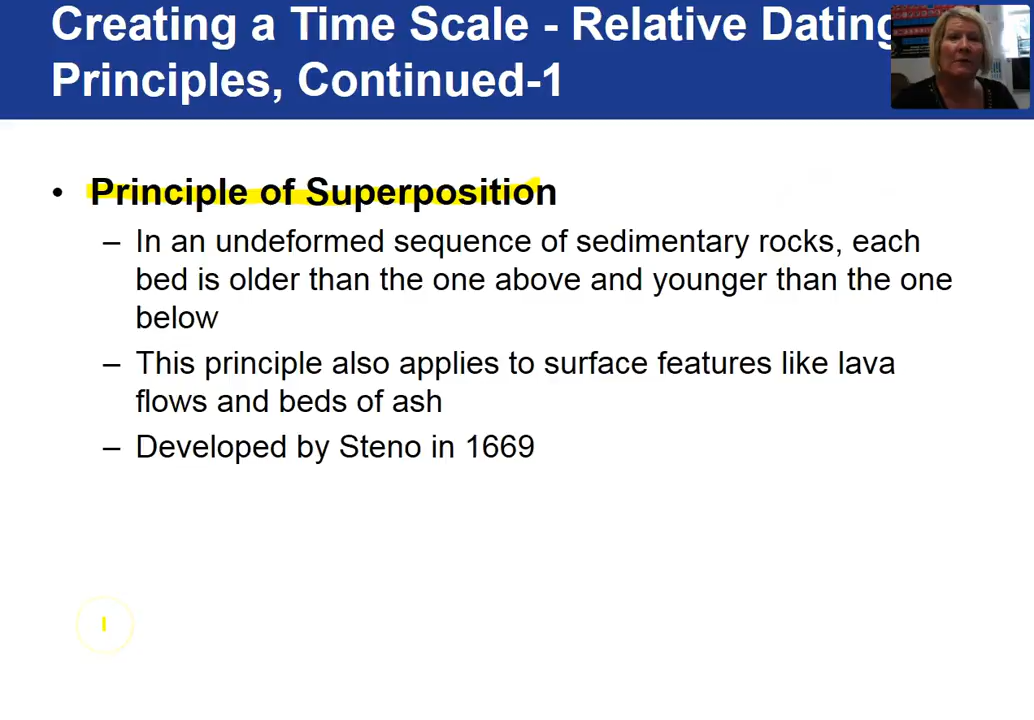 Creating a Time Scale - Relative Dating
Principles, Continued-1
• Principle of Superposition
– In an undeformed sequence of sedimentary rocks, each
bed is older than the one above and younger than the one
below
– This principle also applies to surface features like lava
flows and beds of ash
– Developed by Steno in 1669